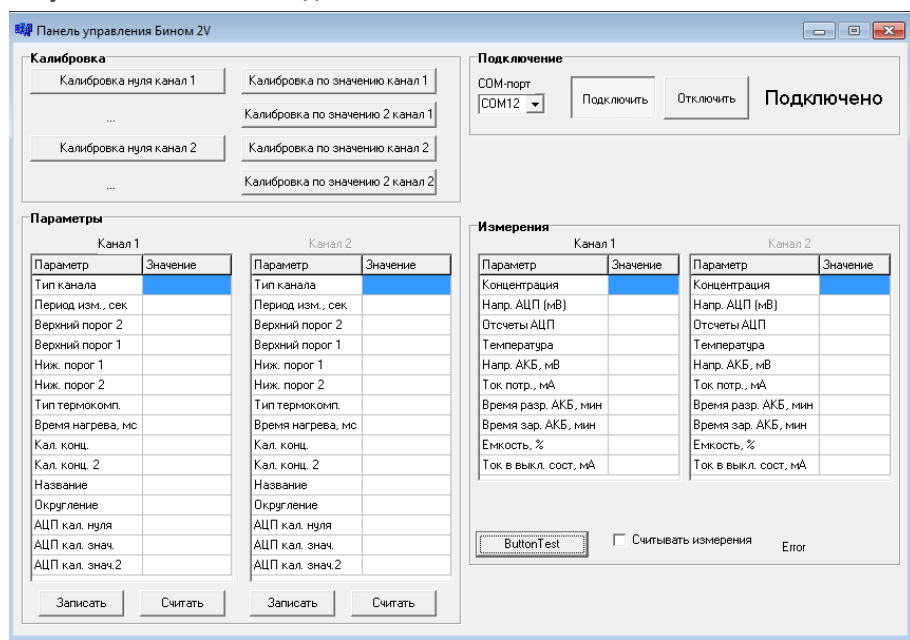 Панель управления Бином 2V
Калибровка
Калибровка нуля канал 1 Калибровка по значению канал 1
... Калибровка по значению 2 канал 1
Калибровка нуля канал 2 Калибровка по значению канал 2
... Калибровка по значению 2 канал 2
Подключение
COM-порт
COM12 Подключить Отключить Подключено
Параметры
Канал 1 Канал 2
Параметр Значение Параметр Значение
Тип канала Тип канала
Период изм., сек Период изм., сек
Верхний порог 2 Верхний порог 2
Верхний порог 1 Верхний порог 1
Ниж. порог 1 Ниж. порог 1
Ниж. порог 2 Ниж. порог 2
Тип термокомп. Тип термокомп.
Время нагрева, мс Время нагрева, мс
Кал. конц. Кал. конц.
Кал. конц. 2 Кал. конц. 2
Название Название
Округление Округление
АЦП кал. нуля АЦП кал. нуля
АЦП кал. знач. АЦП кал. знач.
АЦП кал. знач.2 АЦП кал. знач.2
Записать Считать Записать Считать
Измерения
Канал 1 Канал 2
Параметр Значение Параметр Значение
Концентрация Концентрация
Напр. АЦП (мВ) Напр. АЦП (мВ)
Отсчеты АЦП Отсчеты АЦП
Температура Температура
Напр. АКБ, мВ Напр. АКБ, мВ
Ток потр., мА Ток потр., мА
Время разр. АКБ, мин Время разр. АКБ, мин
Время зар. АКБ, мин Время зар. АКБ, мин
Емкость, % Емкость, %
Ток в выкл. сост, мА Ток в выкл. сост, мА
ButtonTest Считывать измерения Error